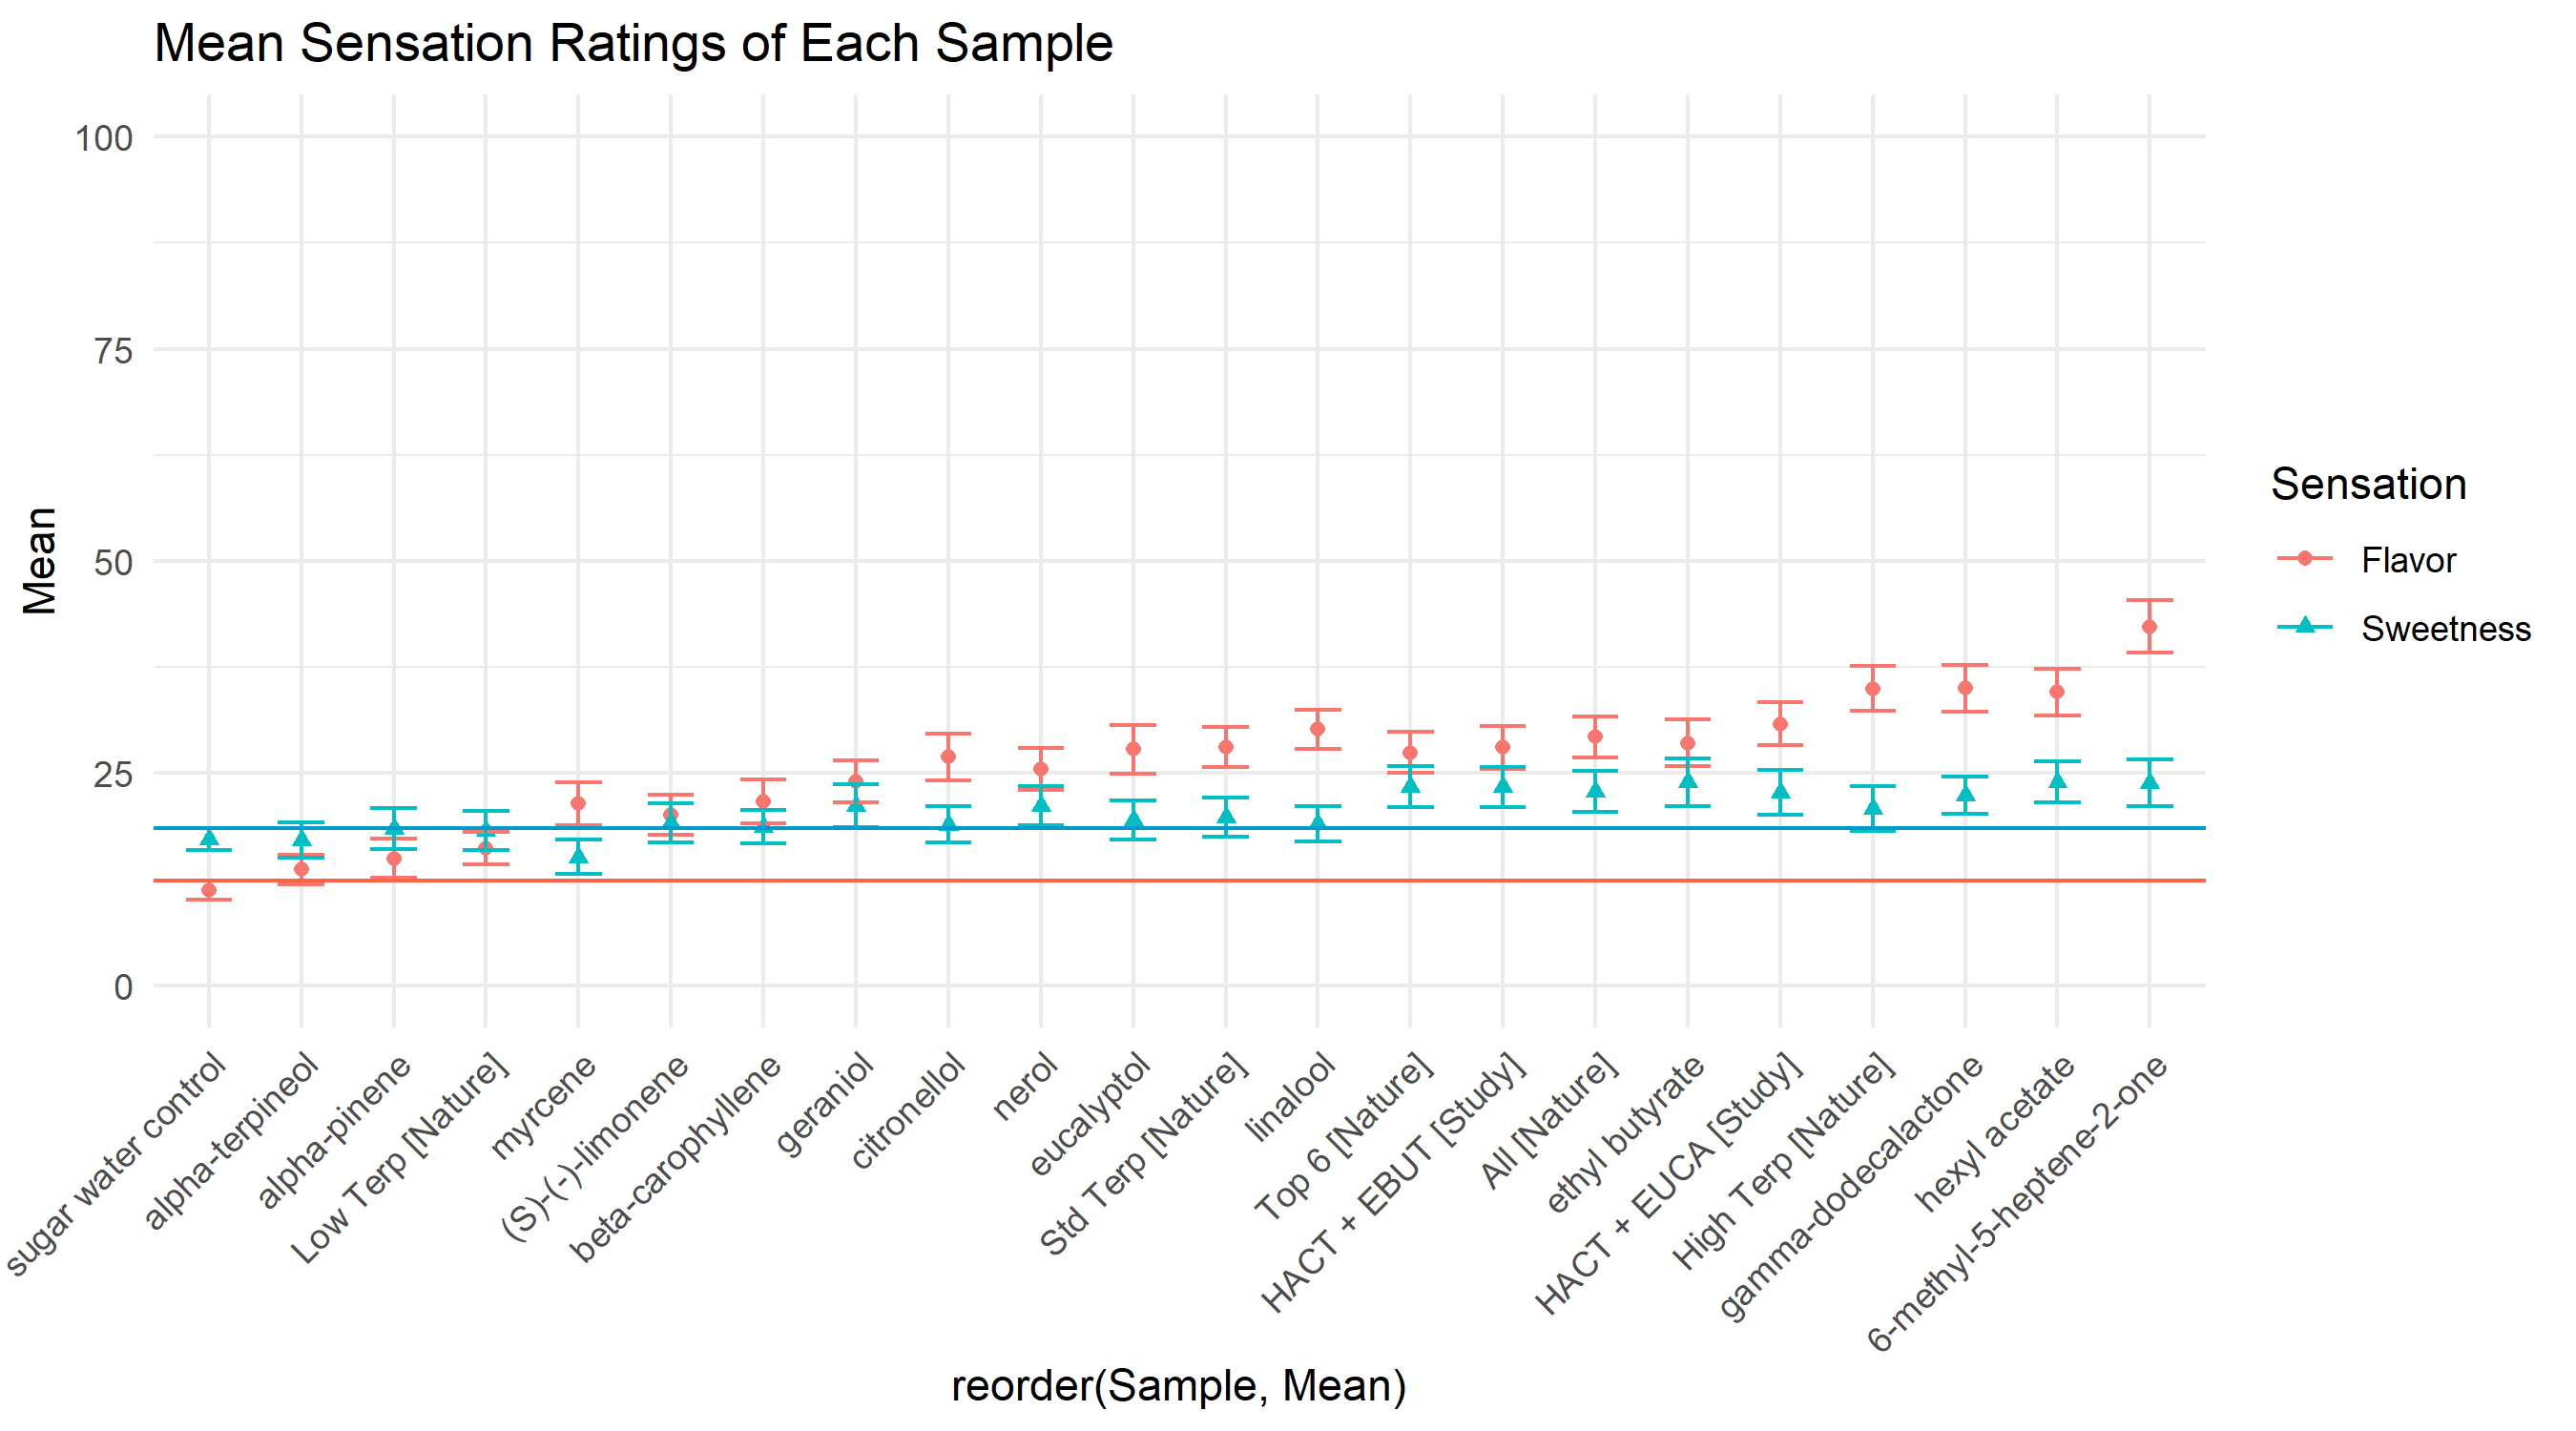 Mean Sensation Ratings of Each Sample
100
75
50
25
0
Mean
sugar water control
alpha-terpineol
alpha-pinene
Low Terp [Nature]
myrcene
(S)-(-)-limonene
beta-carophyllene
geraniol
citronellol
nerol
eucalyptol
Std Terp [Nature]
linalool
Top 6 [Nature]
HACT + EBUT [Study]
All [Nature]
ethyl butyrate
HACT + EUCA [Study]
High Terp [Nature]
gamma-dodecalactone
hexyl acetate
6-methyl-5-heptene-2-one
reorder(Sample, Mean)
Sensation
Flavor
Sweetness